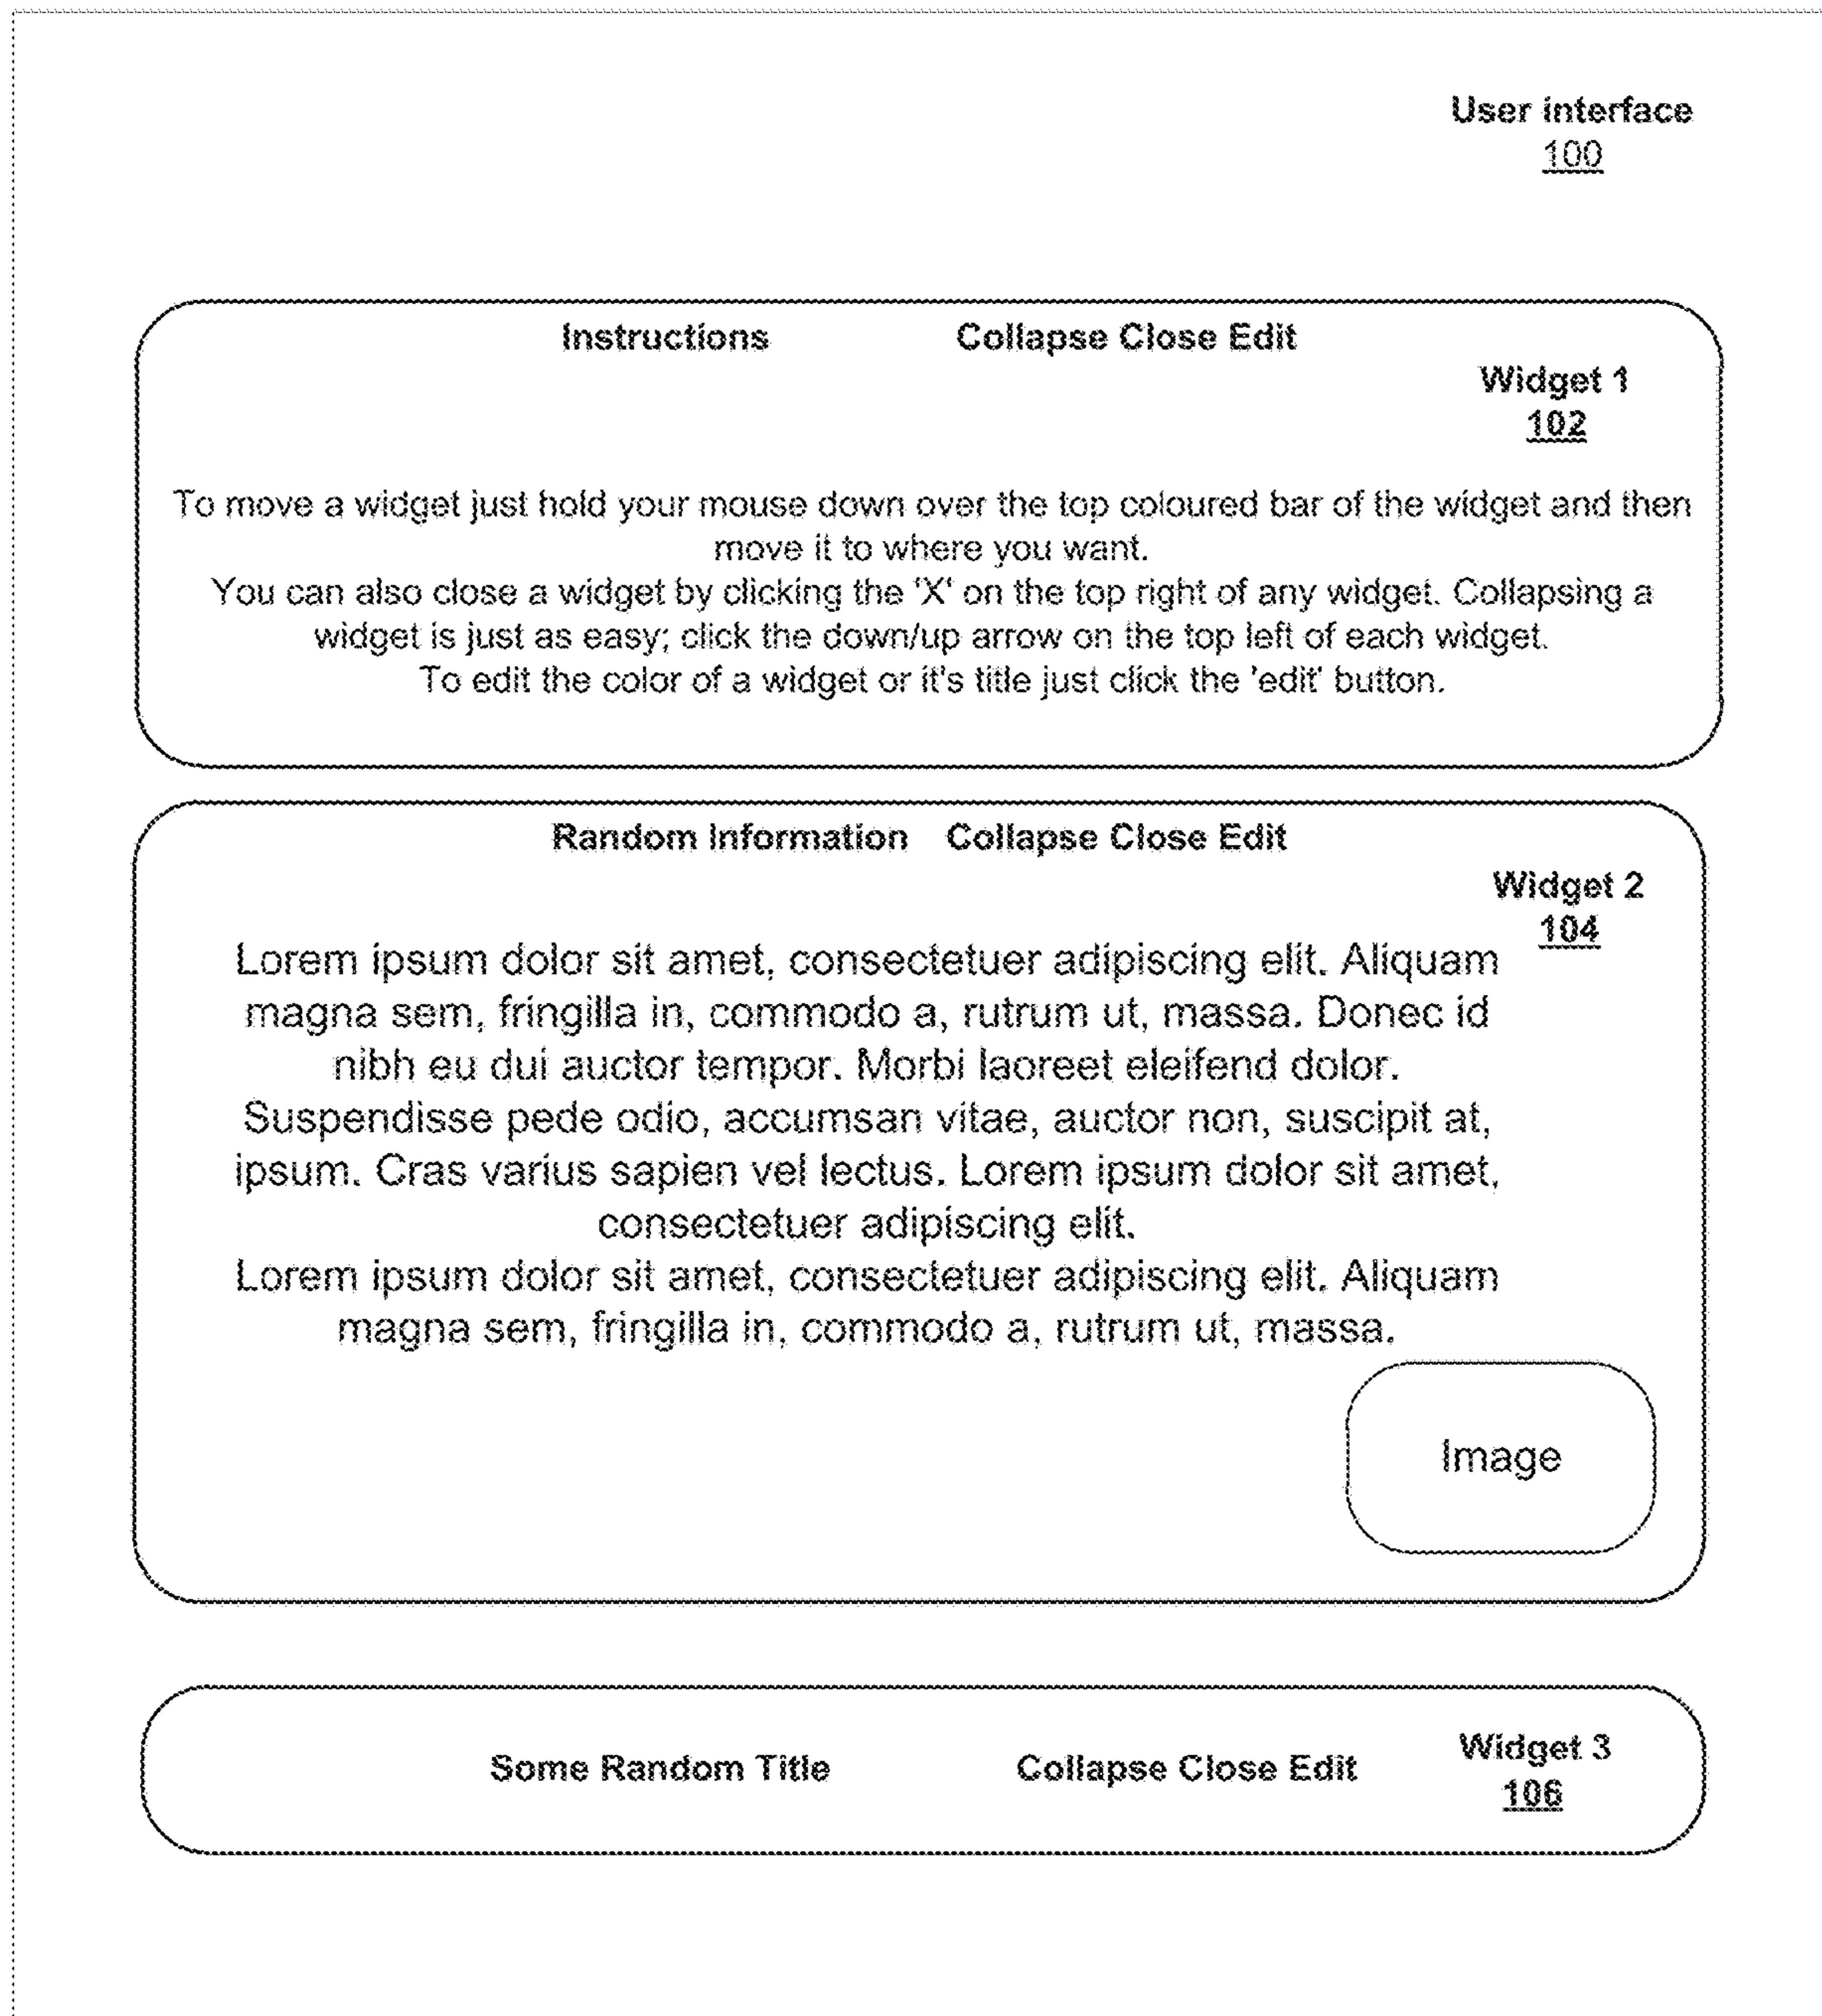 User interface
100
Instructions Collapse Close Edit
Widget 1
102
To move a widget just hold your mouse down over the top coloured bar of the widget and then
move it to where you want.
You can also close a widget by clicking the 'X' on the top right of any widget. Collapsing a
widget is just as easy; click the down/up arrow on the top left of each widget.
To edit the color of a widget or it's title just click the 'edit' button.
Random Information Collapse Close Edit
Widget 2
104
Lorem ipsum dolor sit amet, consectetuer adipiscing elit. Aliquam
magna sem, fringilla in, commodo a, rutrum ut, massa. Donec id
nibh eu dui auctor tempor. Morbi laoreet eleifend dolor.
Suspendisse pede odio, accumsan vitae, auctor non, suscipit at,
ipsum. Cras varius sapien vel lectus. Lorem ipsum dolor sit amet,
consectetuer adipiscing elit.
Lorem ipsum dolor sit amet, consectetuer adipiscing elit. Aliquam
magna sem, fringilla in, commodo a, rutrum ut, massa.
Image
Some Random Title Collapse Close Edit
Widget 3
106